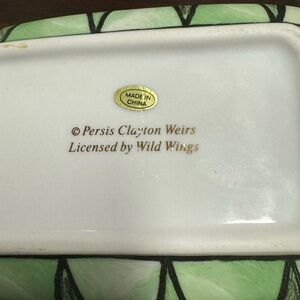 MADE IN
CHINA
© Persis Clayton Weirs
Licensed by Wild Wings